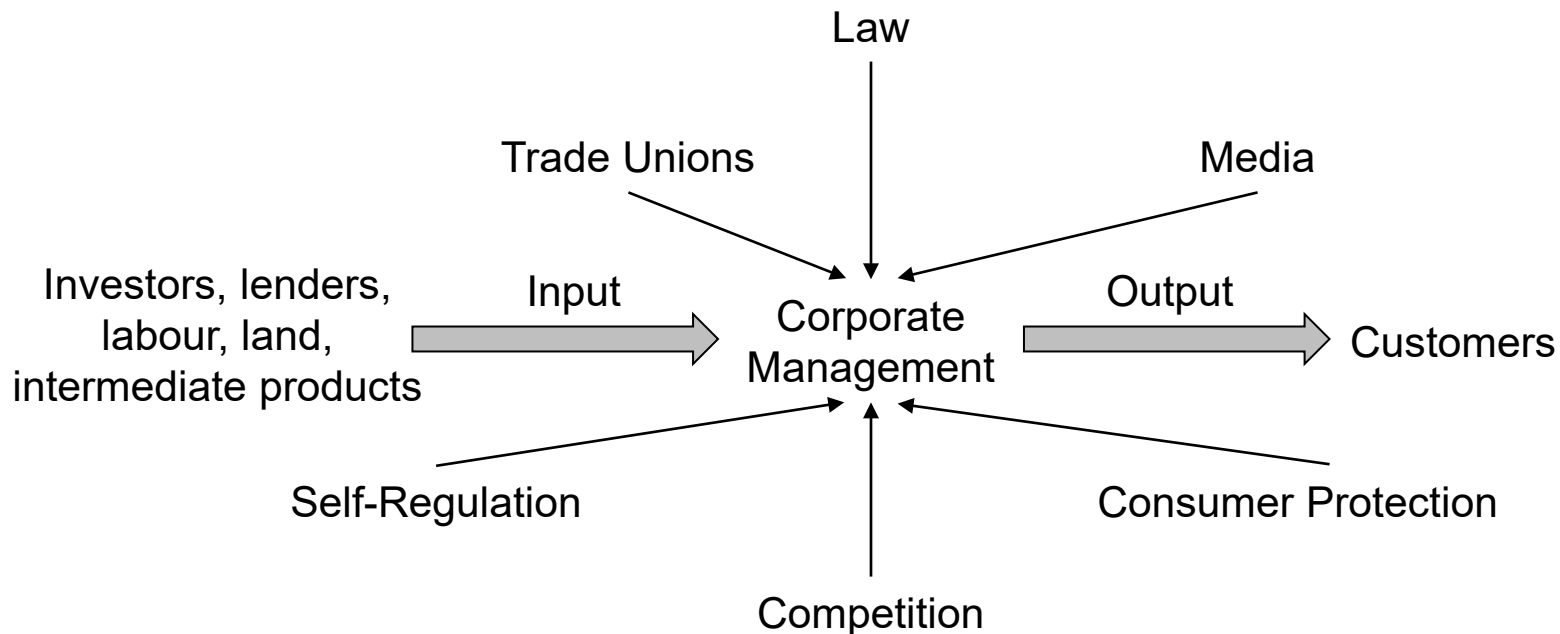 Law
Trade Unions
Media
Investors, lenders,
labour, land,
intermediate products
Input
Corporate
Management
Output
Customers
Self-Regulation
Consumer Protection
Competition